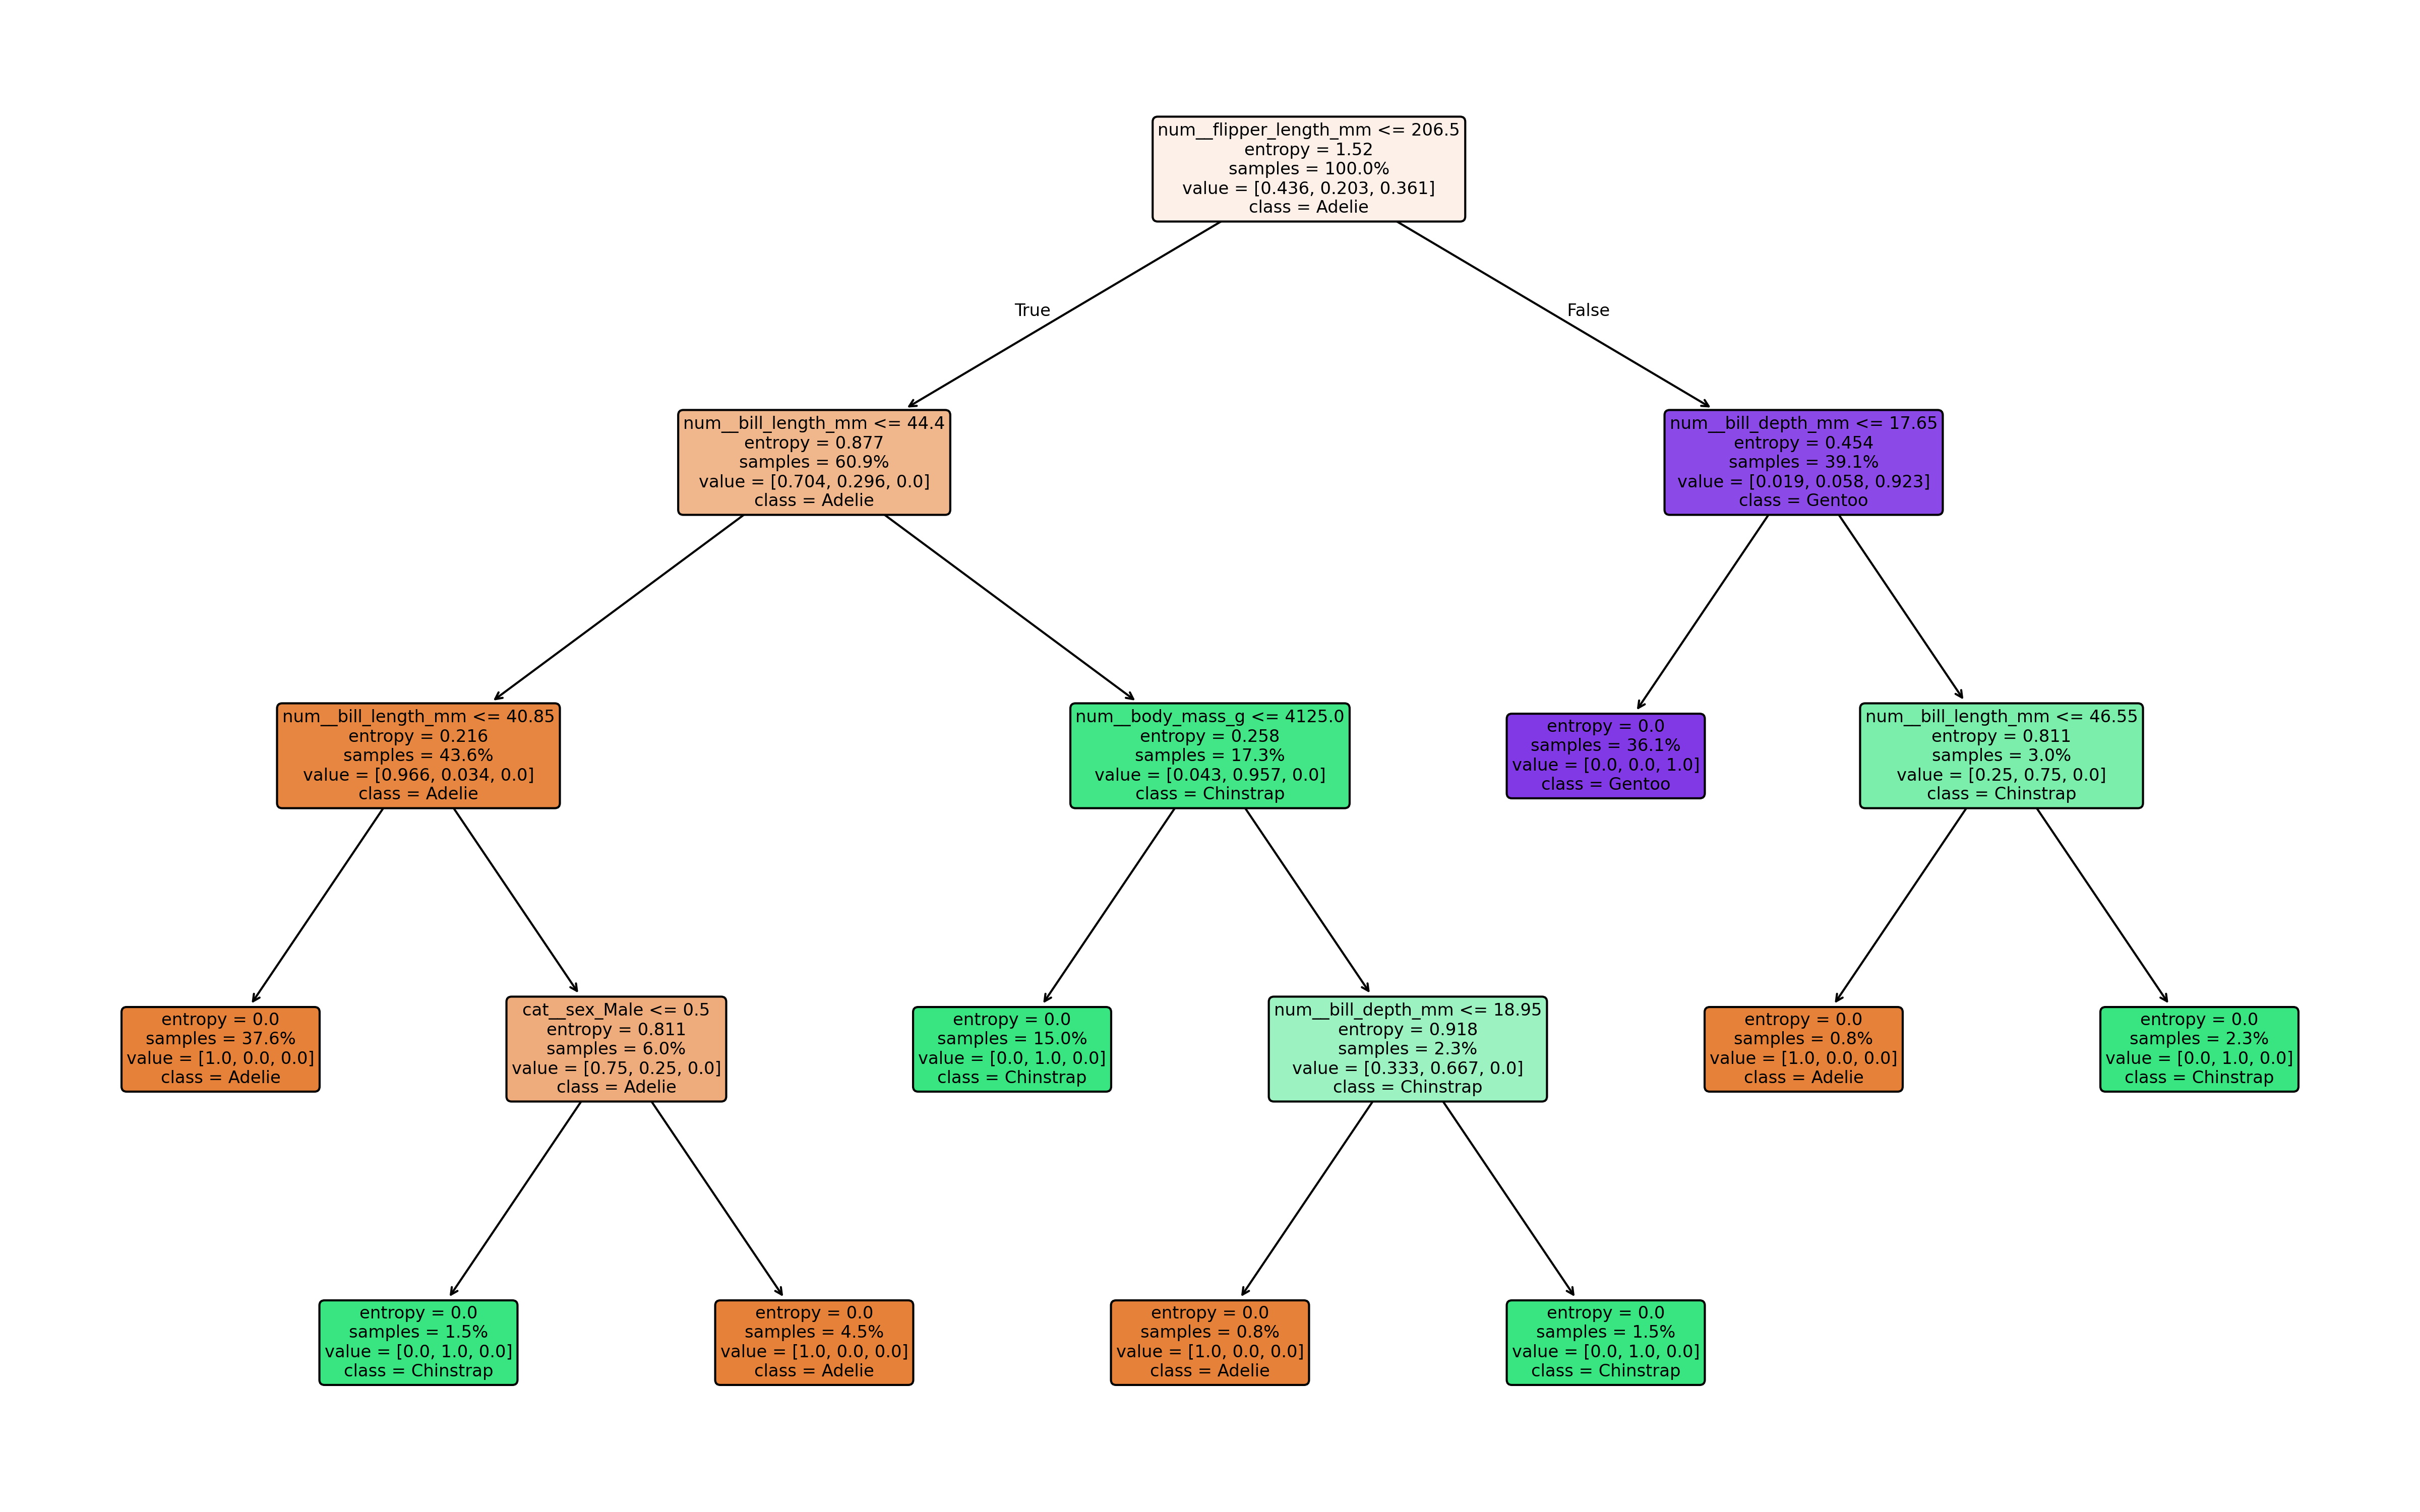 num__flipper_length_mm <= 206.5
entropy = 1.52
samples = 100.0%
value = [0.436, 0.203, 0.361]
class = Adelie
True
False
num__bill_length_mm <= 44.4
entropy = 0.877
samples = 60.9%
value = [0.704, 0.296, 0.0]
class = Adelie
num__bill_depth_mm <= 17.65
entropy = 0.454
samples = 39.1%
value = [0.019, 0.058, 0.923]
class = Gentoo
num__bill_length_mm <= 40.85
entropy = 0.216
samples = 43.6%
value = [0.966, 0.034, 0.0]
class = Adelie
num__body_mass_g <= 4125.0
entropy = 0.258
samples = 17.3%
value = [0.043, 0.957, 0.0]
class = Chinstrap
entropy = 0.0
samples = 36.1%
value = [0.0, 0.0, 1.0]
class = Gentoo
num__bill_length_mm <= 46.55
entropy = 0.811
samples = 3.0%
value = [0.25, 0.75, 0.0]
class = Chinstrap
entropy = 0.0
samples = 37.6%
value = [1.0, 0.0, 0.0]
class = Adelie
cat__sex_Male <= 0.5
entropy = 0.811
samples = 6.0%
value = [0.75, 0.25, 0.0]
class = Adelie
entropy = 0.0
samples = 15.0%
value = [0.0, 1.0, 0.0]
class = Chinstrap
num__bill_depth_mm <= 18.95
entropy = 0.918
samples = 2.3%
value = [0.333, 0.667, 0.0]
class = Chinstrap
entropy = 0.0
samples = 0.8%
value = [1.0, 0.0, 0.0]
class = Adelie
entropy = 0.0
samples = 2.3%
value = [0.0, 1.0, 0.0]
class = Chinstrap
entropy = 0.0
samples = 1.5%
value = [0.0, 1.0, 0.0]
class = Chinstrap
entropy = 0.0
samples = 4.5%
value = [1.0, 0.0, 0.0]
class = Adelie
entropy = 0.0
samples = 0.8%
value = [1.0, 0.0, 0.0]
class = Adelie
entropy = 0.0
samples = 1.5%
value = [0.0, 1.0, 0.0]
class = Chinstrap